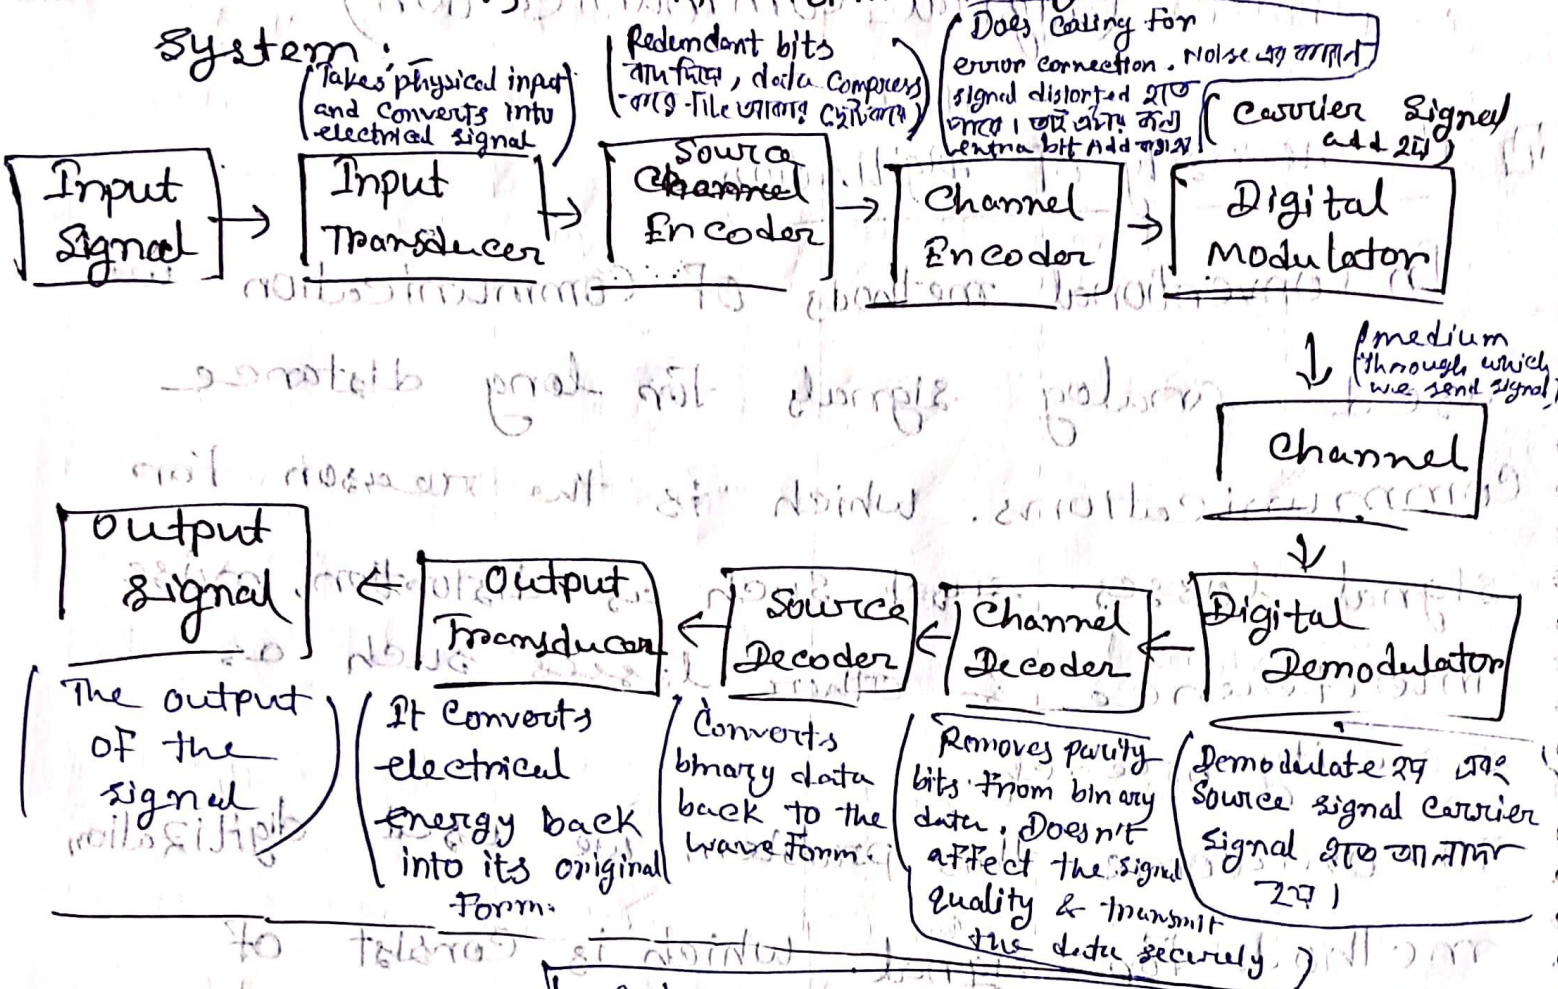 System:
(Takes physical input
and converts into
electrical signal)
(Redundant bits
বাদ দিয়ে, data compress
করে file আকারে ছোট করে)
(Does coding for
error connection. Noise এর কারনে
signal distorted হতে
পারে। তাই এটার জন্য
extra bit Add করা হয়)
(Carrier signal
add হয়)
Input
Signal
Input
Transducer
Source
Encoder
Channel
Encoder
Digital
Modulator
(medium
through which
we send signal)
Channel
Output
signal.
Output
Transducer
Source
Decoder
Channel
Decoder
Digital
Demodulator
(The output
of the
signal)
(It converts
electrical
energy back
into its original
form.
(Converts
binary data
back to the
wave form.
(Removes parity
bits from binary
data. Doesn't
affect the signal
quality & transmit
the data securely
(Demodulate হয় এবং
source signal carrier
signal হতে আলাদা
হয়।